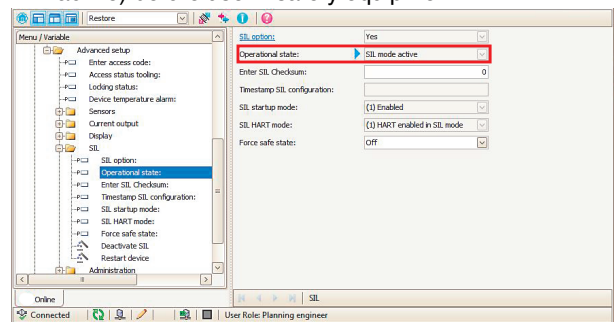 Restore
Menu / Variable
Advanced setup
Enter access code:
Access status tooling:
Locking status:
Device temperature alarm:
Sensors
Current output
Display
SIL
SIL option:
Operational state:
Enter SIL Checksum:
Timestamp SIL configuration:
SIL startup mode:
SIL HART mode:
Force safe state:
Deactivate SIL
Restart device
Administration
Online
SIL option: Yes
Operational state: SIL mode active
Enter SIL Checksum: 0
Timestamp SIL configuration:
SIL startup mode: (1) Enabled
SIL HART mode: (1) HART enabled in SIL mode
Force safe state: Off
SIL
Connected
User Role: Planning engineer